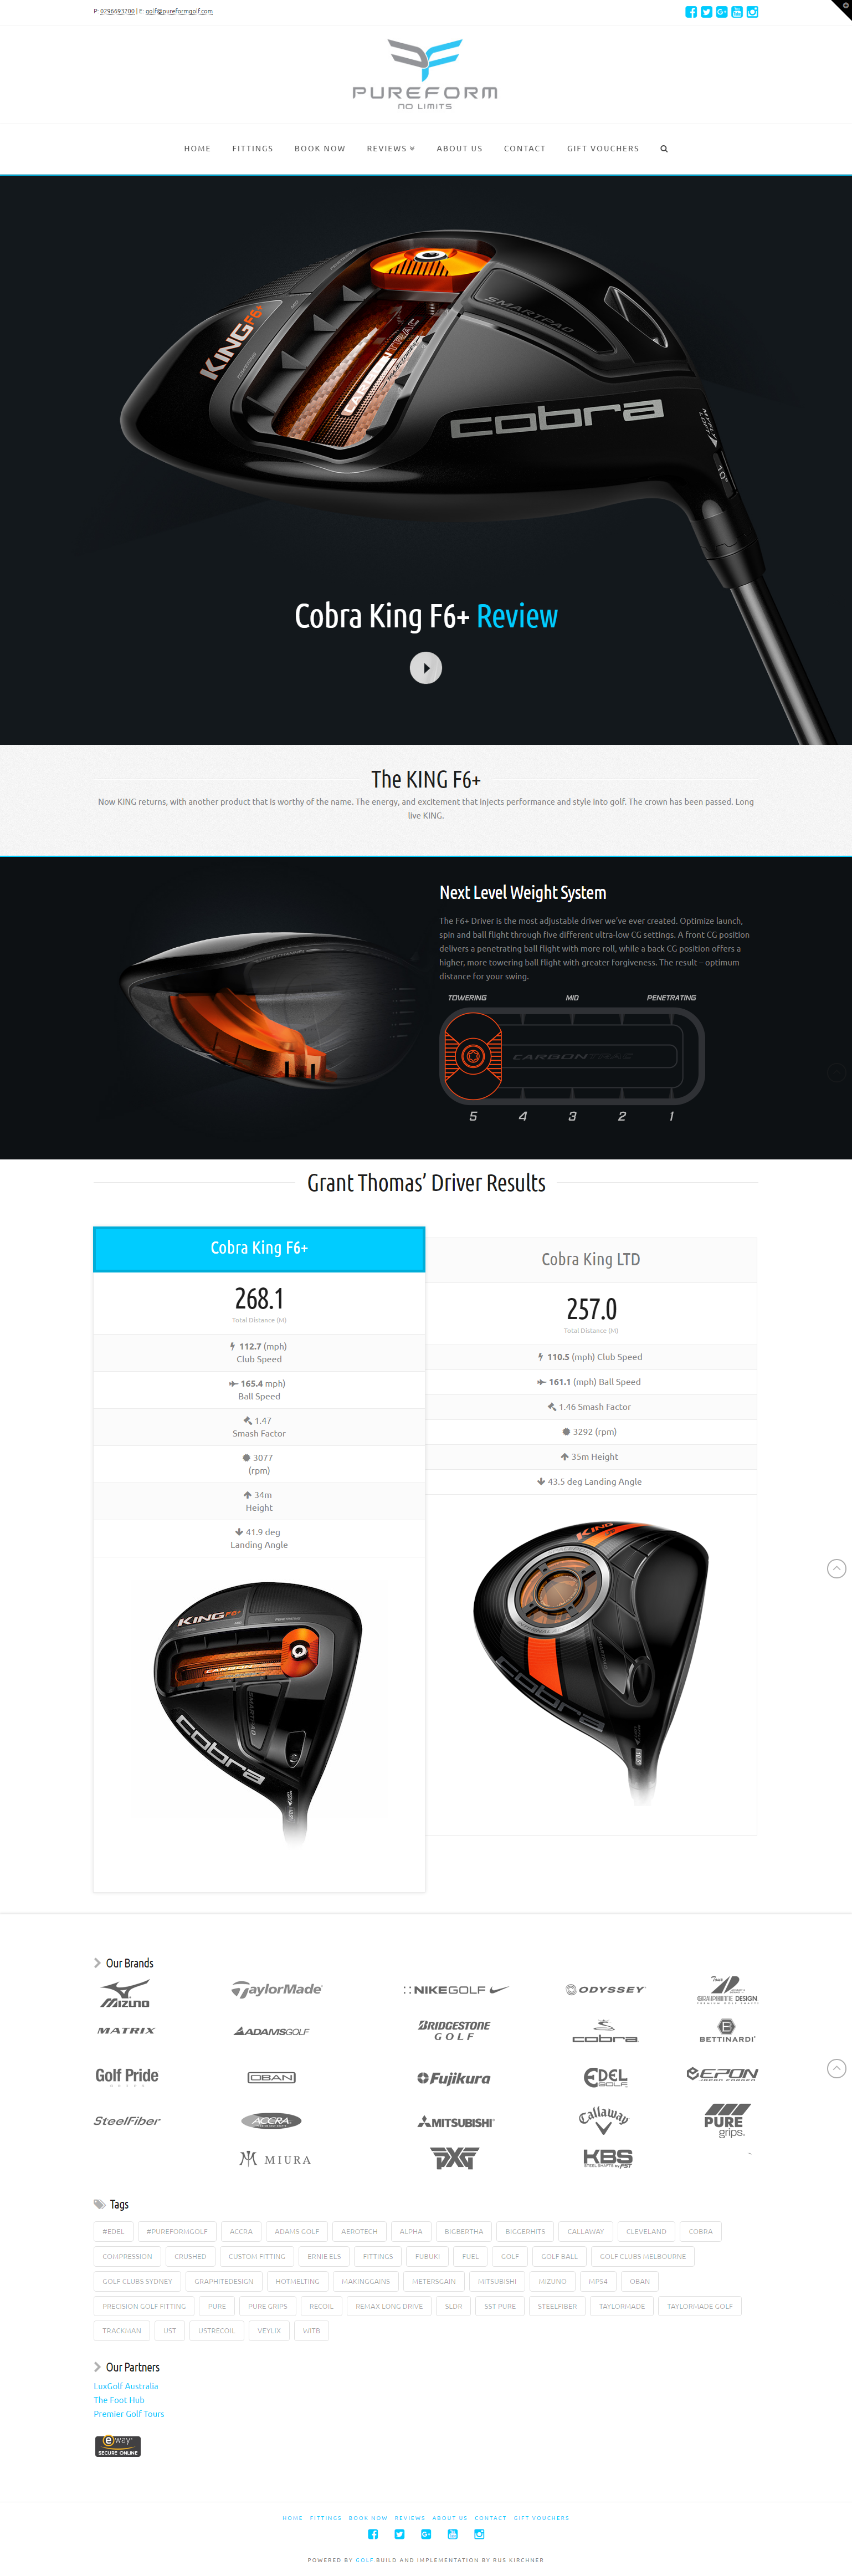 P: 0296693200 | E: golf@pureformgolf.com
PUREFORM
NO LIMITS
HOME
FITTINGS
BOOK NOW
REVIEWS
ABOUT US
CONTACT
GIFT VOUCHERS
KING F6+
SMARTPAD
cobra
10°
Cobra King F6+ Review
The KING F6+
Now KING returns, with another product that is worthy of the name. The energy, and excitement that injects performance and style into golf. The crown has been passed. Long
live KING.
Next Level Weight System
The F6+ Driver is the most adjustable driver we've ever created. Optimize launch,
spin and ball flight through five different ultra-low CG settings. A front CG position
delivers a penetrating ball flight with more roll, while a back CG position offers a
higher, more towering ball flight with greater forgiveness. The result – optimum
distance for your swing.
TOWERING MID PENETRATING
CARBONTRAC
5 4 3 2 1
Grant Thomas' Driver Results
Cobra King F6+
268.1
Total Distance (M)
112.7 (mph)
Club Speed
165.4 mph)
Ball Speed
1.47
Smash Factor
3077
(rpm)
34m
Height
41.9 deg
Landing Angle
KING F6+
cobra
Cobra King LTD
257.0
Total Distance (M)
110.5 (mph) Club Speed
161.1 (mph) Ball Speed
1.46 Smash Factor
3292 (rpm)
35m Height
43.5 deg Landing Angle
KING
cobra
Our Brands
MIZUNO
TaylorMade
NIKEGOLF
ODYSSEY
Tour
GRAPHITE DESIGN
PREMIUM GOLF SHAFTS
MATRIX
ADAMSGOLF
BRIDGESTONE
GOLF
cobra
BETTINARDI
Golf Pride
GRIPS
OBAN
Fujikura
EDEL
GOLF
EPON
JAPAN FORGED
SteelFiber
ACCRA
MITSUBISHI
Callaway
PURE
grips
MIURA
PXG
KBS
Tags
#EDEL #PUREFORMGOLF ACCRA ADAMS GOLF AEROTECH ALPHA BIGBERTHA BIGGERHITS CALLAWAY CLEVELAND COBRA
COMPRESSION CRUSHED CUSTOM FITTING ERNIE.ELS FITTINGS FUBUKI FUEL GOLF GOLF BALL GOLF CLUBS MELBOURNE
GOLF CLUBS SYDNEY GRAPHITEDESIGN HOTMELTING MAKINGGAINS METERSGAIN MITSUBISHI MIZUNO MP54 OBAN
PRECISION GOLF FITTING PURE PURE GRIPS RECOIL REMAX LONG DRIVE SLDR SST PURE STEELFIBER TAYLORMADE TAYLORMADE GOLF
TRACKMAN UST USTRECOIL VEYLIX WITB
Our Partners
LuxGolf Australia
The Foot Hub
Premier Golf Tours
eway
SECURE ONLINE
HOME FITTINGS BOOK NOW REVIEWS ABOUT US CONTACT GIFT VOUCHERS
POWERED BY GOLF BUILD AND IMPLEMENTATION BY RUS KIRCHNER